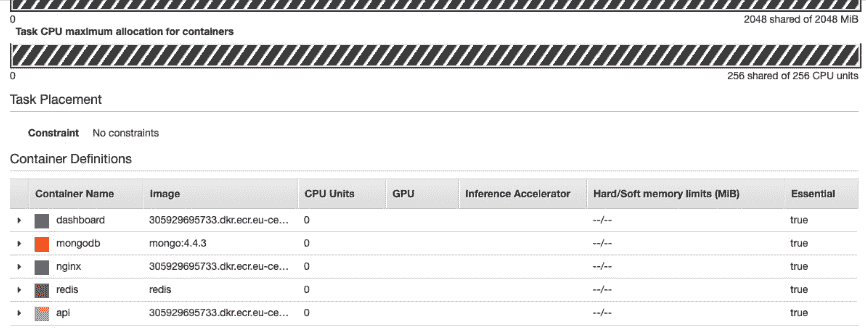 0 2048 shared of 2048 MiB
Task CPU maximum allocation for containers
0 256 shared of 256 CPU units
Task Placement
Constraint No constraints
Container Definitions
Container Name Image CPU Units GPU Inference Accelerator Hard/Soft memory limits (MiB) Essential
dashboard 305929695733.dkr.ecr.eu-ce... 0 --/-- true
mongodb mongo:4.4.3 0 --/-- true
nginx 305929695733.dkr.ecr.eu-ce... 0 --/-- true
redis redis 0 --/-- true
api 305929695733.dkr.ecr.eu-ce... 0 --/-- true